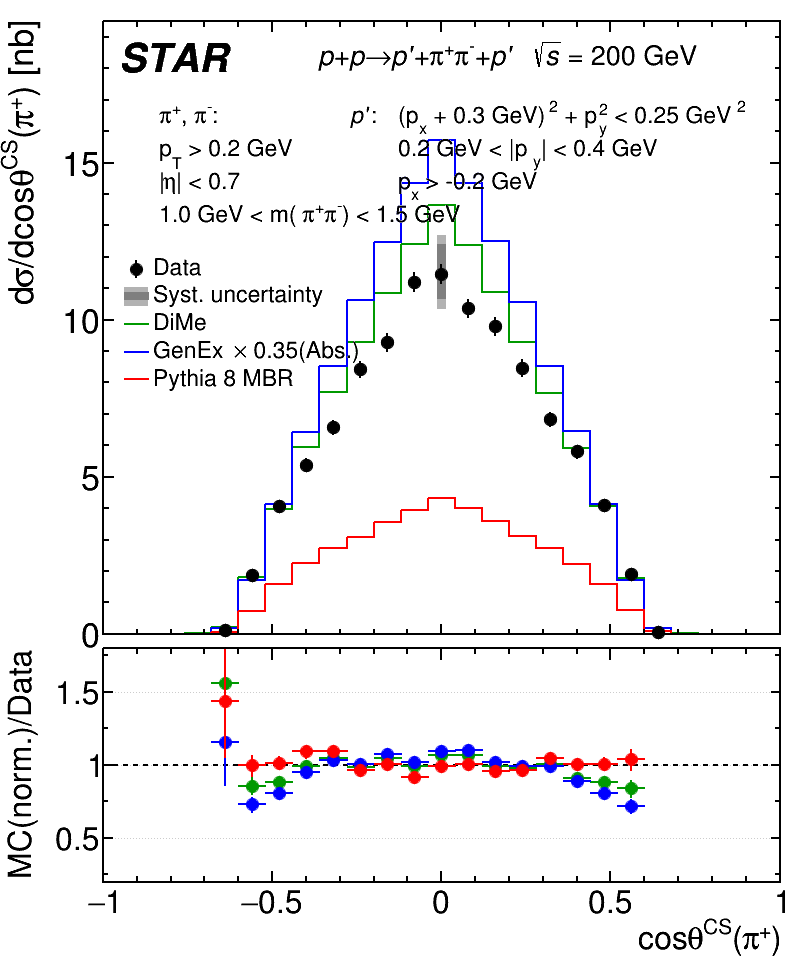 STAR p+p→p′+π⁺π⁻+p′ √s = 200 GeV
π⁺, π⁻: p′: (pₓ + 0.3 GeV)² + p_y² < 0.25 GeV²
p_T > 0.2 GeV 0.2 GeV < |p_y| < 0.4 GeV
|η| < 0.7 pₓ > -0.2 GeV
1.0 GeV < m(π⁺π⁻) < 1.5 GeV
Data
Syst. uncertainty
DiMe
GenEx × 0.35(Abs.)
Pythia 8 MBR
dσ/dcosθ^CS(π⁺) [nb]
15
10
5
0
MC(norm.)/Data
1.5
1
0.5
−1 −0.5 0 0.5 1
cosθ^CS(π⁺)